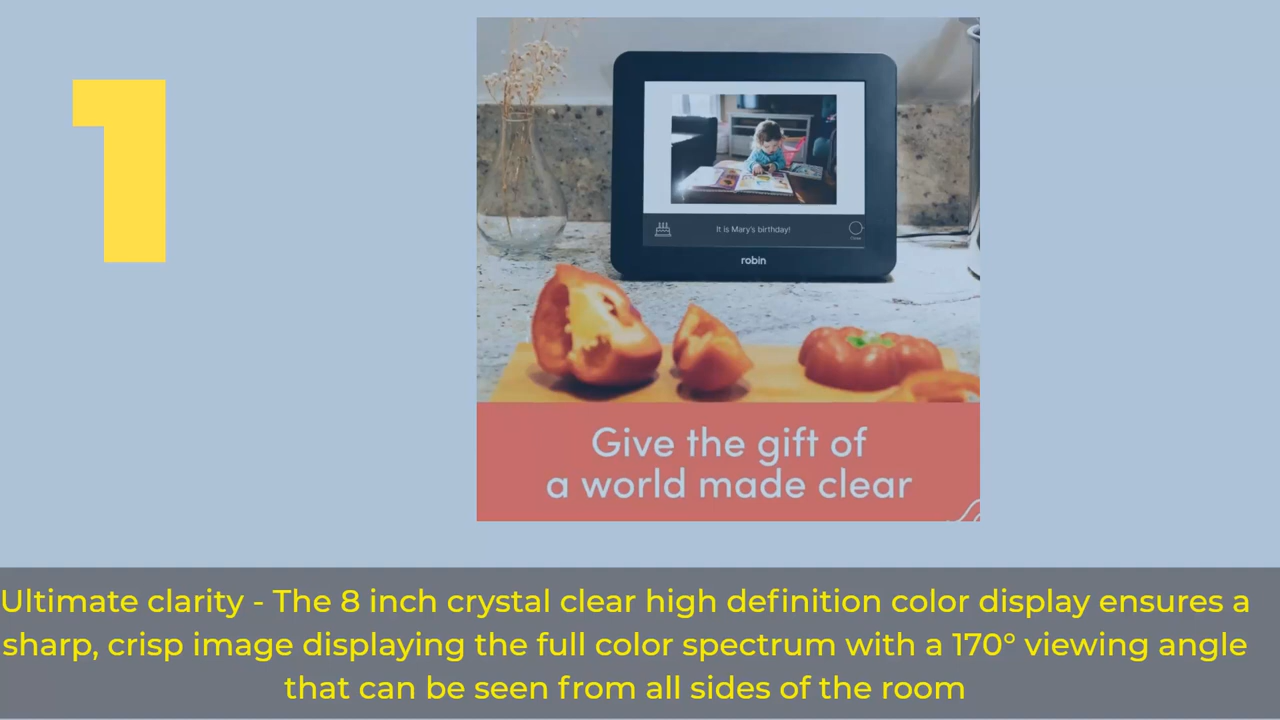 1
It is Mary's birthday!
robin
Give the gift of
a world made clear
Ultimate clarity - The 8 inch crystal clear high definition color display ensures a
sharp, crisp image displaying the full color spectrum with a 170° viewing angle
that can be seen from all sides of the room